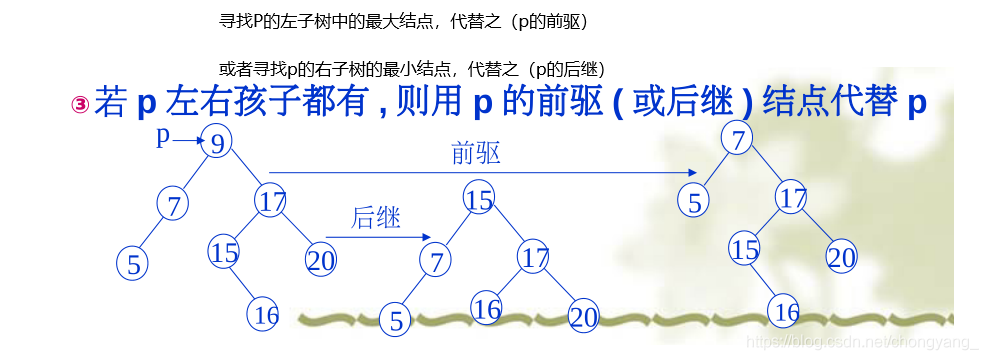 寻找P的左子树中的最大结点，代替之（p的前驱）
或者寻找p的右子树的最小结点，代替之（p的后继）
③ 若 p 左右孩子都有 , 则用 p 的前驱 ( 或后继 ) 结点代替 p
p 9 前驱 7
7 17 15 5 17
后继
5 15 20 7 17 15 20
16 5 16 20 16
https://blog.csdn.net/chongyang_